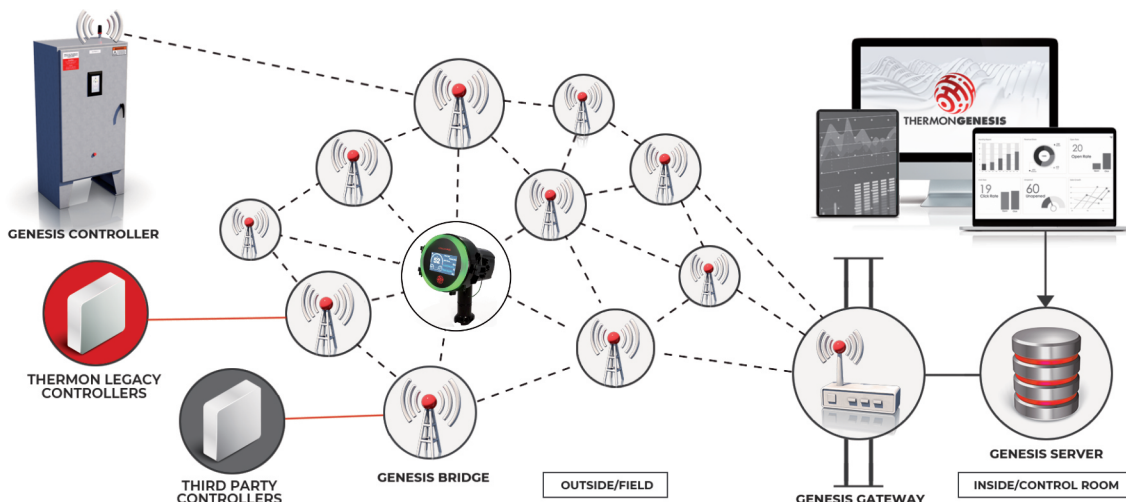 THERMONGENESIS
20
Open Rate
19
Click Rate
60
GENESIS CONTROLLER
THERMON LEGACY
CONTROLLERS
THIRD PARTY
CONTROLLERS
GENESIS BRIDGE
OUTSIDE/FIELD
GENESIS GATEWAY
GENESIS SERVER
INSIDE/CONTROL ROOM